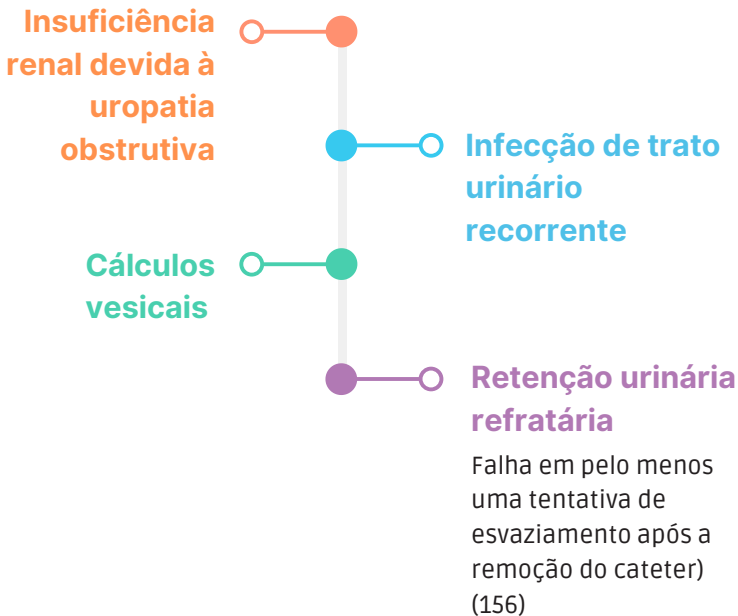 Insuficiência
renal devida à
uropatia
obstrutiva
Infecção de trato
urinário
recorrente
Cálculos
vesicais
Retenção urinária
refratária
Falha em pelo menos
uma tentativa de
esvaziamento após a
remoção do cateter)
(156)